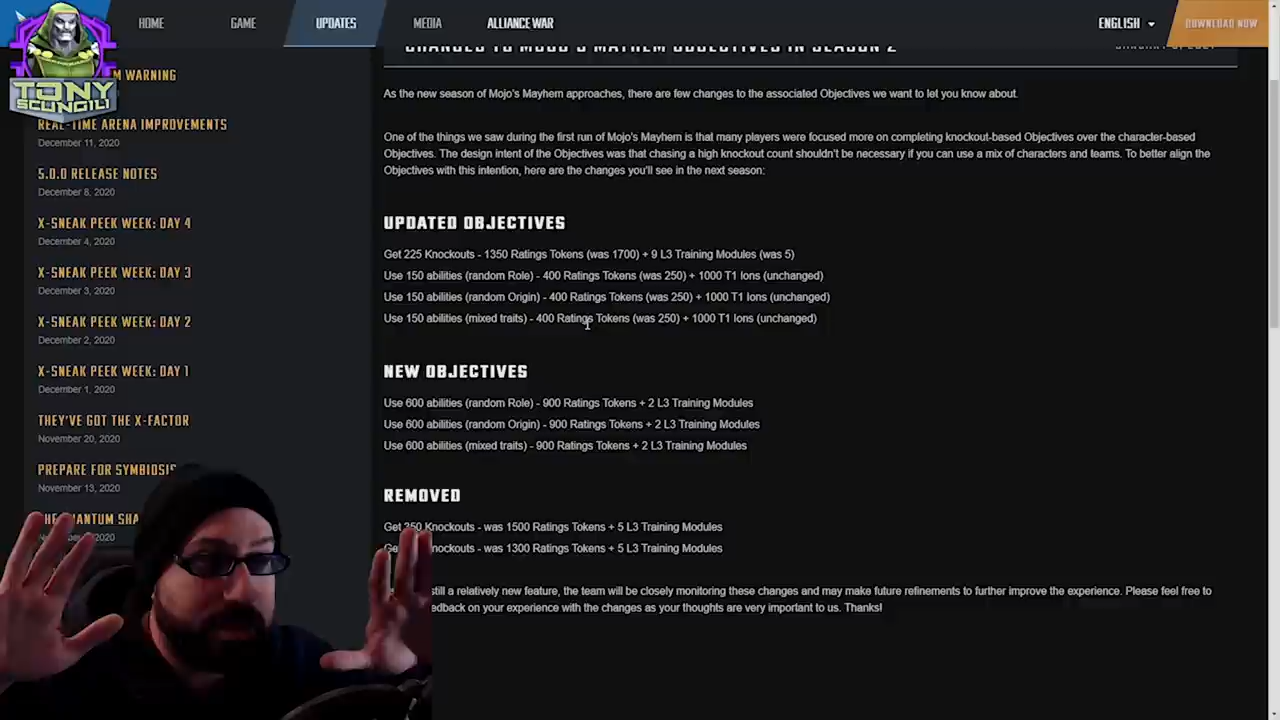 HOME
GAME
UPDATES
MEDIA
ALLIANCE WAR
ENGLISH
DOWNLOAD NOW
TONY
SCUNGILI
WARNING
REAL-TIME ARENA IMPROVEMENTS
December 11, 2020
5.0.0 RELEASE NOTES
December 8, 2020
X-SNEAK PEEK WEEK: DAY 4
December 4, 2020
X-SNEAK PEEK WEEK: DAY 3
December 3, 2020
X-SNEAK PEEK WEEK: DAY 2
December 2, 2020
X-SNEAK PEEK WEEK: DAY 1
December 1, 2020
THEY'VE GOT THE X-FACTOR
November 20, 2020
PREPARE FOR SYMBIOSIS
November 13, 2020
CHANGES TO MOJO'S MAYHEM OBJECTIVES IN SEASON 2
As the new season of Mojo's Mayhem approaches, there are few changes to the associated Objectives we want to let you know about.
One of the things we saw during the first run of Mojo's Mayhem is that many players were focused more on completing knockout-based Objectives over the character-based
Objectives. The design intent of the Objectives was that chasing a high knockout count shouldn't be necessary if you can use a mix of characters and teams. To better align the
Objectives with this intention, here are the changes you'll see in the next season:
UPDATED OBJECTIVES
Get 225 Knockouts - 1350 Ratings Tokens (was 1700) + 9 L3 Training Modules (was 5)
Use 150 abilities (random Role) - 400 Ratings Tokens (was 250) + 1000 T1 Ions (unchanged)
Use 150 abilities (random Origin) - 400 Ratings Tokens (was 250) + 1000 T1 Ions (unchanged)
Use 150 abilities (mixed traits) - 400 Ratings Tokens (was 250) + 1000 T1 Ions (unchanged)
NEW OBJECTIVES
Use 600 abilities (random Role) - 900 Ratings Tokens + 2 L3 Training Modules
Use 600 abilities (random Origin) - 900 Ratings Tokens + 2 L3 Training Modules
Use 600 abilities (mixed traits) - 900 Ratings Tokens + 2 L3 Training Modules
REMOVED
Get 350 Knockouts - was 1500 Ratings Tokens + 5 L3 Training Modules
Knockouts - was 1300 Ratings Tokens + 5 L3 Training Modules
still a relatively new feature, the team will be closely monitoring these changes and may make future refinements to further improve the experience. Please feel free to
on your experience with the changes as your thoughts are very important to us. Thanks!